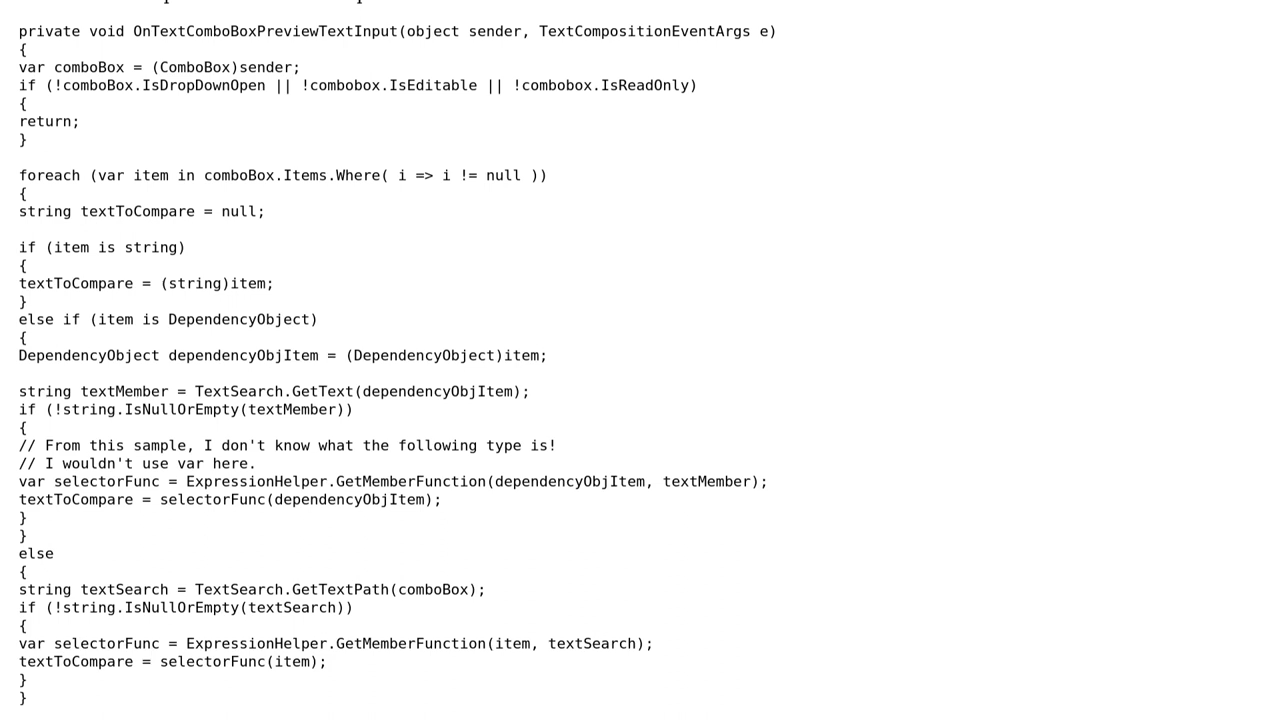 private void OnTextComboBoxPreviewTextInput(object sender, TextCompositionEventArgs e)
{
var comboBox = (ComboBox)sender;
if (!comboBox.IsDropDownOpen || !combobox.IsEditable || !combobox.IsReadOnly)
{
return;
}

foreach (var item in comboBox.Items.Where( i => i != null ))
{
string textToCompare = null;

if (item is string)
{
textToCompare = (string)item;
}
else if (item is DependencyObject)
{
DependencyObject dependencyObjItem = (DependencyObject)item;

string textMember = TextSearch.GetText(dependencyObjItem);
if (!string.IsNullOrEmpty(textMember))
{
// From this sample, I don't know what the following type is!
// I wouldn't use var here.
var selectorFunc = ExpressionHelper.GetMemberFunction(dependencyObjItem, textMember);
textToCompare = selectorFunc(dependencyObjItem);
}
}
else
{
string textSearch = TextSearch.GetTextPath(comboBox);
if (!string.IsNullOrEmpty(textSearch))
{
var selectorFunc = ExpressionHelper.GetMemberFunction(item, textSearch);
textToCompare = selectorFunc(item);
}
}